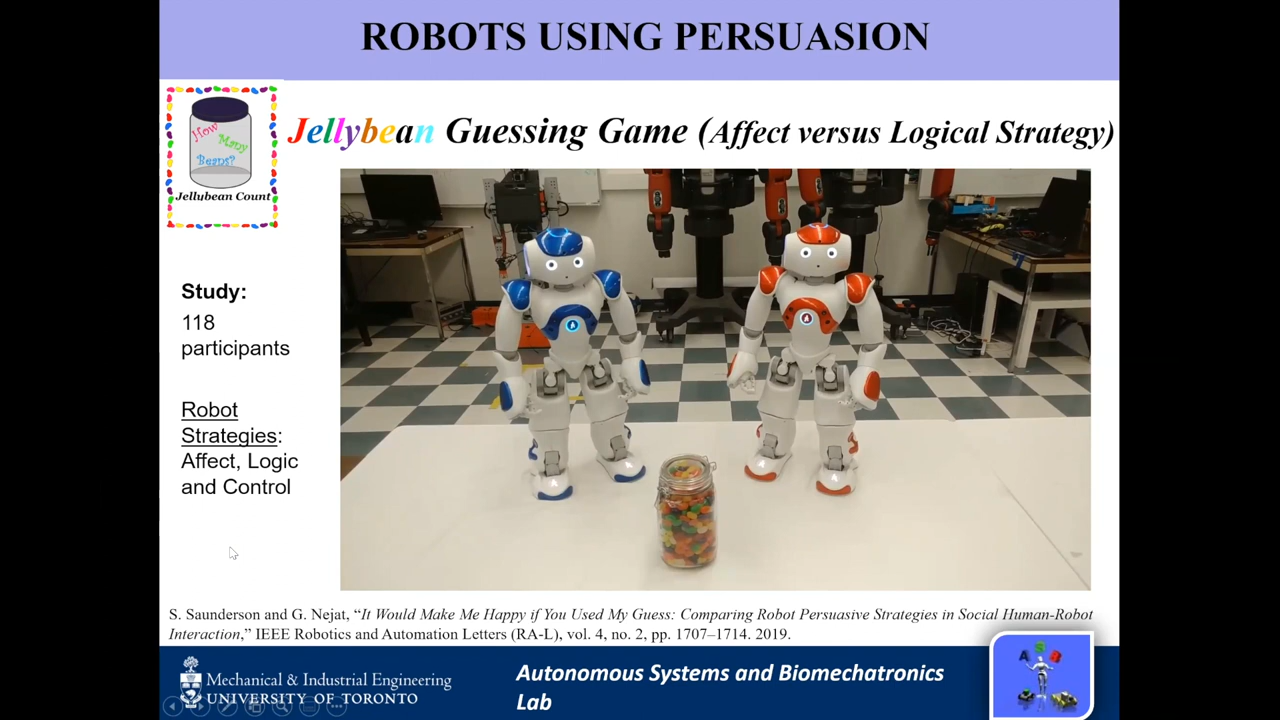 ROBOTS USING PERSUASION
How
Many
Beans?
Jellybean Count
Jellybean Guessing Game (Affect versus Logical Strategy)
Study:
118
participants
Robot
Strategies:
Affect, Logic
and Control
S. Saunderson and G. Nejat, “It Would Make Me Happy if You Used My Guess: Comparing Robot Persuasive Strategies in Social Human-Robot
Interaction,” IEEE Robotics and Automation Letters (RA-L), vol. 4, no. 2, pp. 1707–1714. 2019.
Mechanical & Industrial Engineering
UNIVERSITY OF TORONTO
Autonomous Systems and Biomechatronics
Lab
A S B